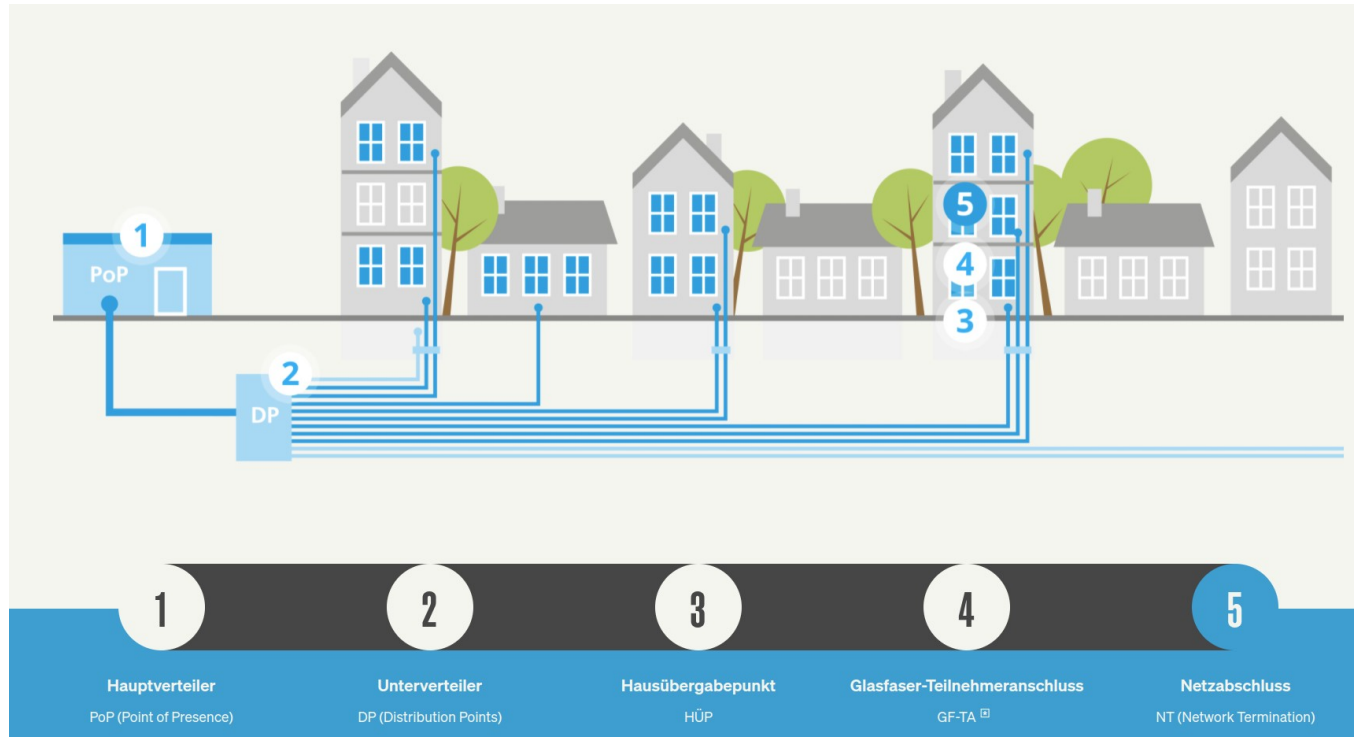 1
PoP
2
DP
5
4
3
1
2
3
4
5
Hauptverteiler
PoP (Point of Presence)
Unterverteiler
DP (Distribution Points)
Hausübergabepunkt
HÜP
Glasfaser-Teilnehmeranschluss
GF-TA
Netzabschluss
NT (Network Termination)